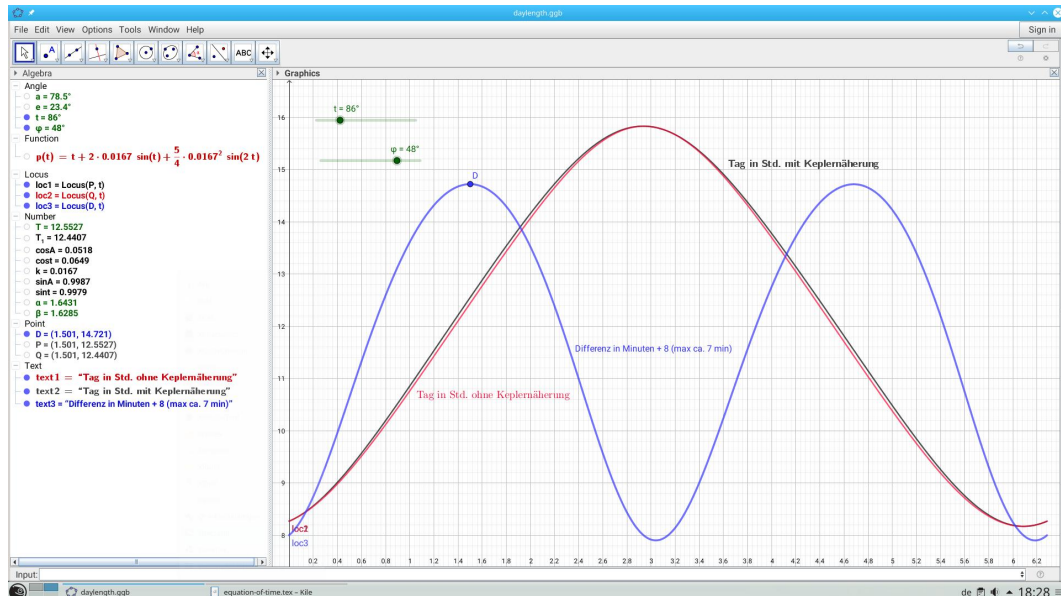 daylength.ggb
File Edit View Options Tools Window Help
Sign in
ABC
Algebra
Angle
a = 78.5°
e = 23.4°
t = 86°
φ = 48°
Function
p(t) = t + 2 · 0.0167 sin(t) + 5/4 · 0.0167² sin(2 t)
Locus
loc1 = Locus(P, t)
loc2 = Locus(Q, t)
loc3 = Locus(D, t)
Number
T = 12.5527
T₁ = 12.4407
cosA = 0.0518
cost = 0.0649
k = 0.0167
sinA = 0.9987
sint = 0.9979
α = 1.6431
β = 1.6285
Point
D = (1.501, 14.721)
P = (1.501, 12.5527)
Q = (1.501, 12.4407)
Text
text1 = “Tag in Std. ohne Keplernäherung”
text2 = “Tag in Std. mit Keplernäherung”
text3 = “Differenz in Minuten + 8 (max ca. 7 min)”
Graphics
t = 86°
φ = 48°
D
Tag in Std. mit Keplernäherung
Differenz in Minuten + 8 (max ca. 7 min)
Tag in Std. ohne Keplernäherung
16
15
14
13
12
11
10
9
8
loc3
0.2 0.4 0.6 0.8 1 1.2 1.4 1.6 1.8 2 2.2 2.4 2.6 2.8 3 3.2 3.4 3.6 3.8 4 4.2 4.4 4.6 4.8 5 5.2 5.4 5.6 5.8 6 6.2
Input:
daylength.ggb
equation-of-time.tex – Kile
de
18:28